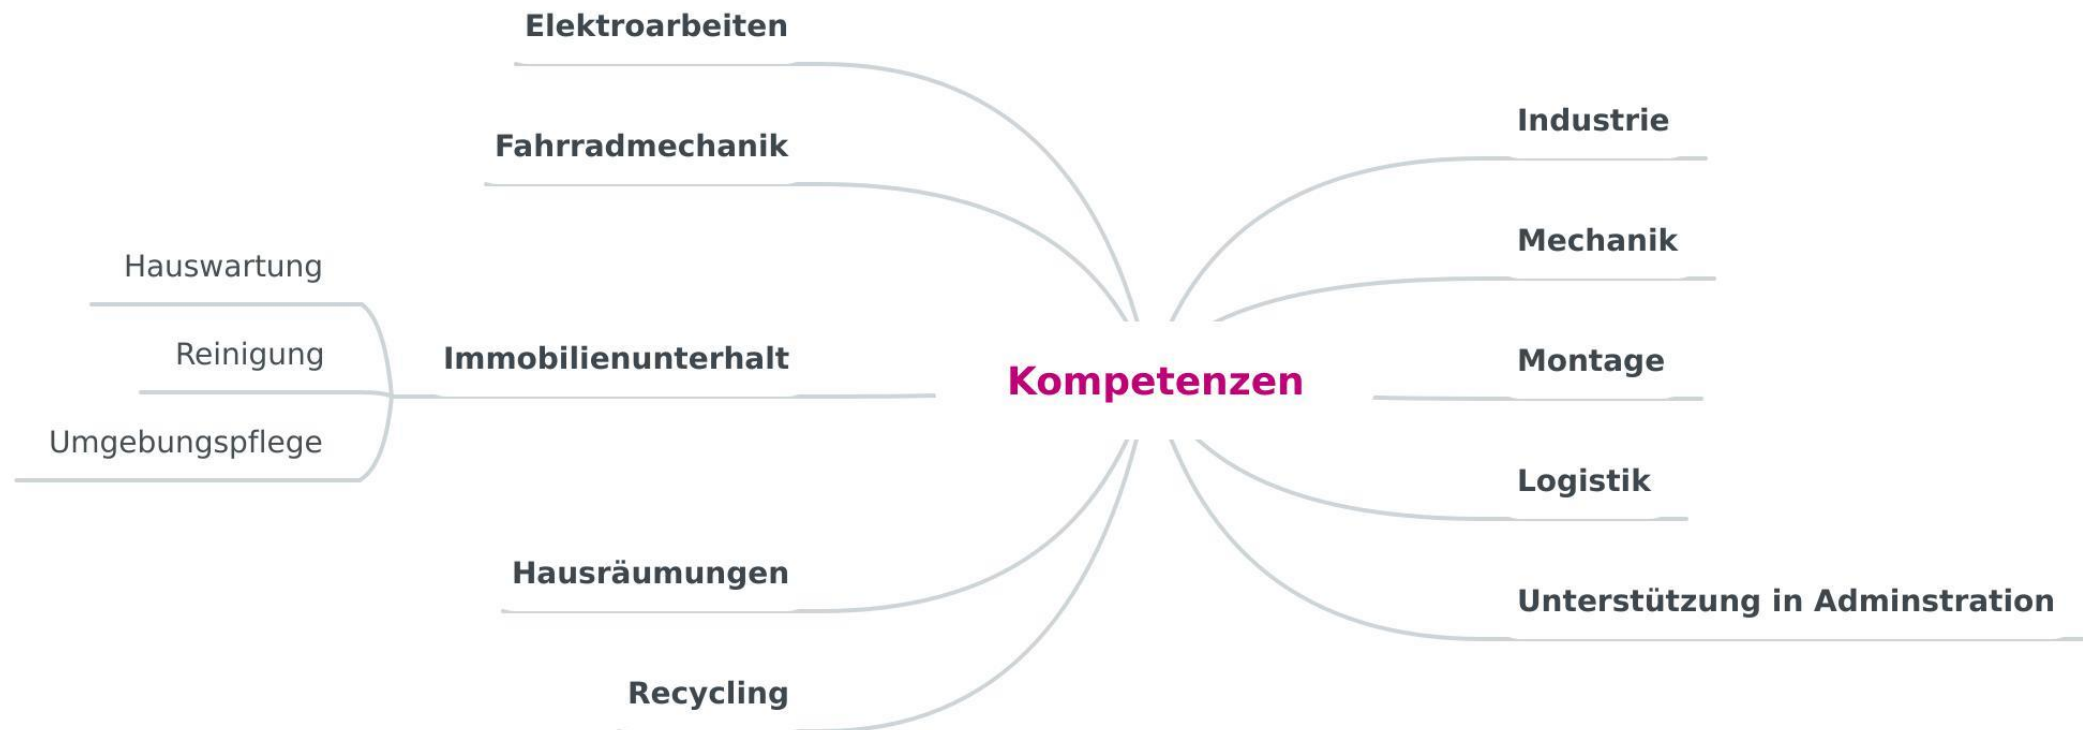 Elektroarbeiten
Fahrradmechanik
Hauswartung
Reinigung
Umgebungspflege
Immobilienunterhalt
Hausräumungen
Recycling
Kompetenzen
Industrie
Mechanik
Montage
Logistik
Unterstützung in Adminstration